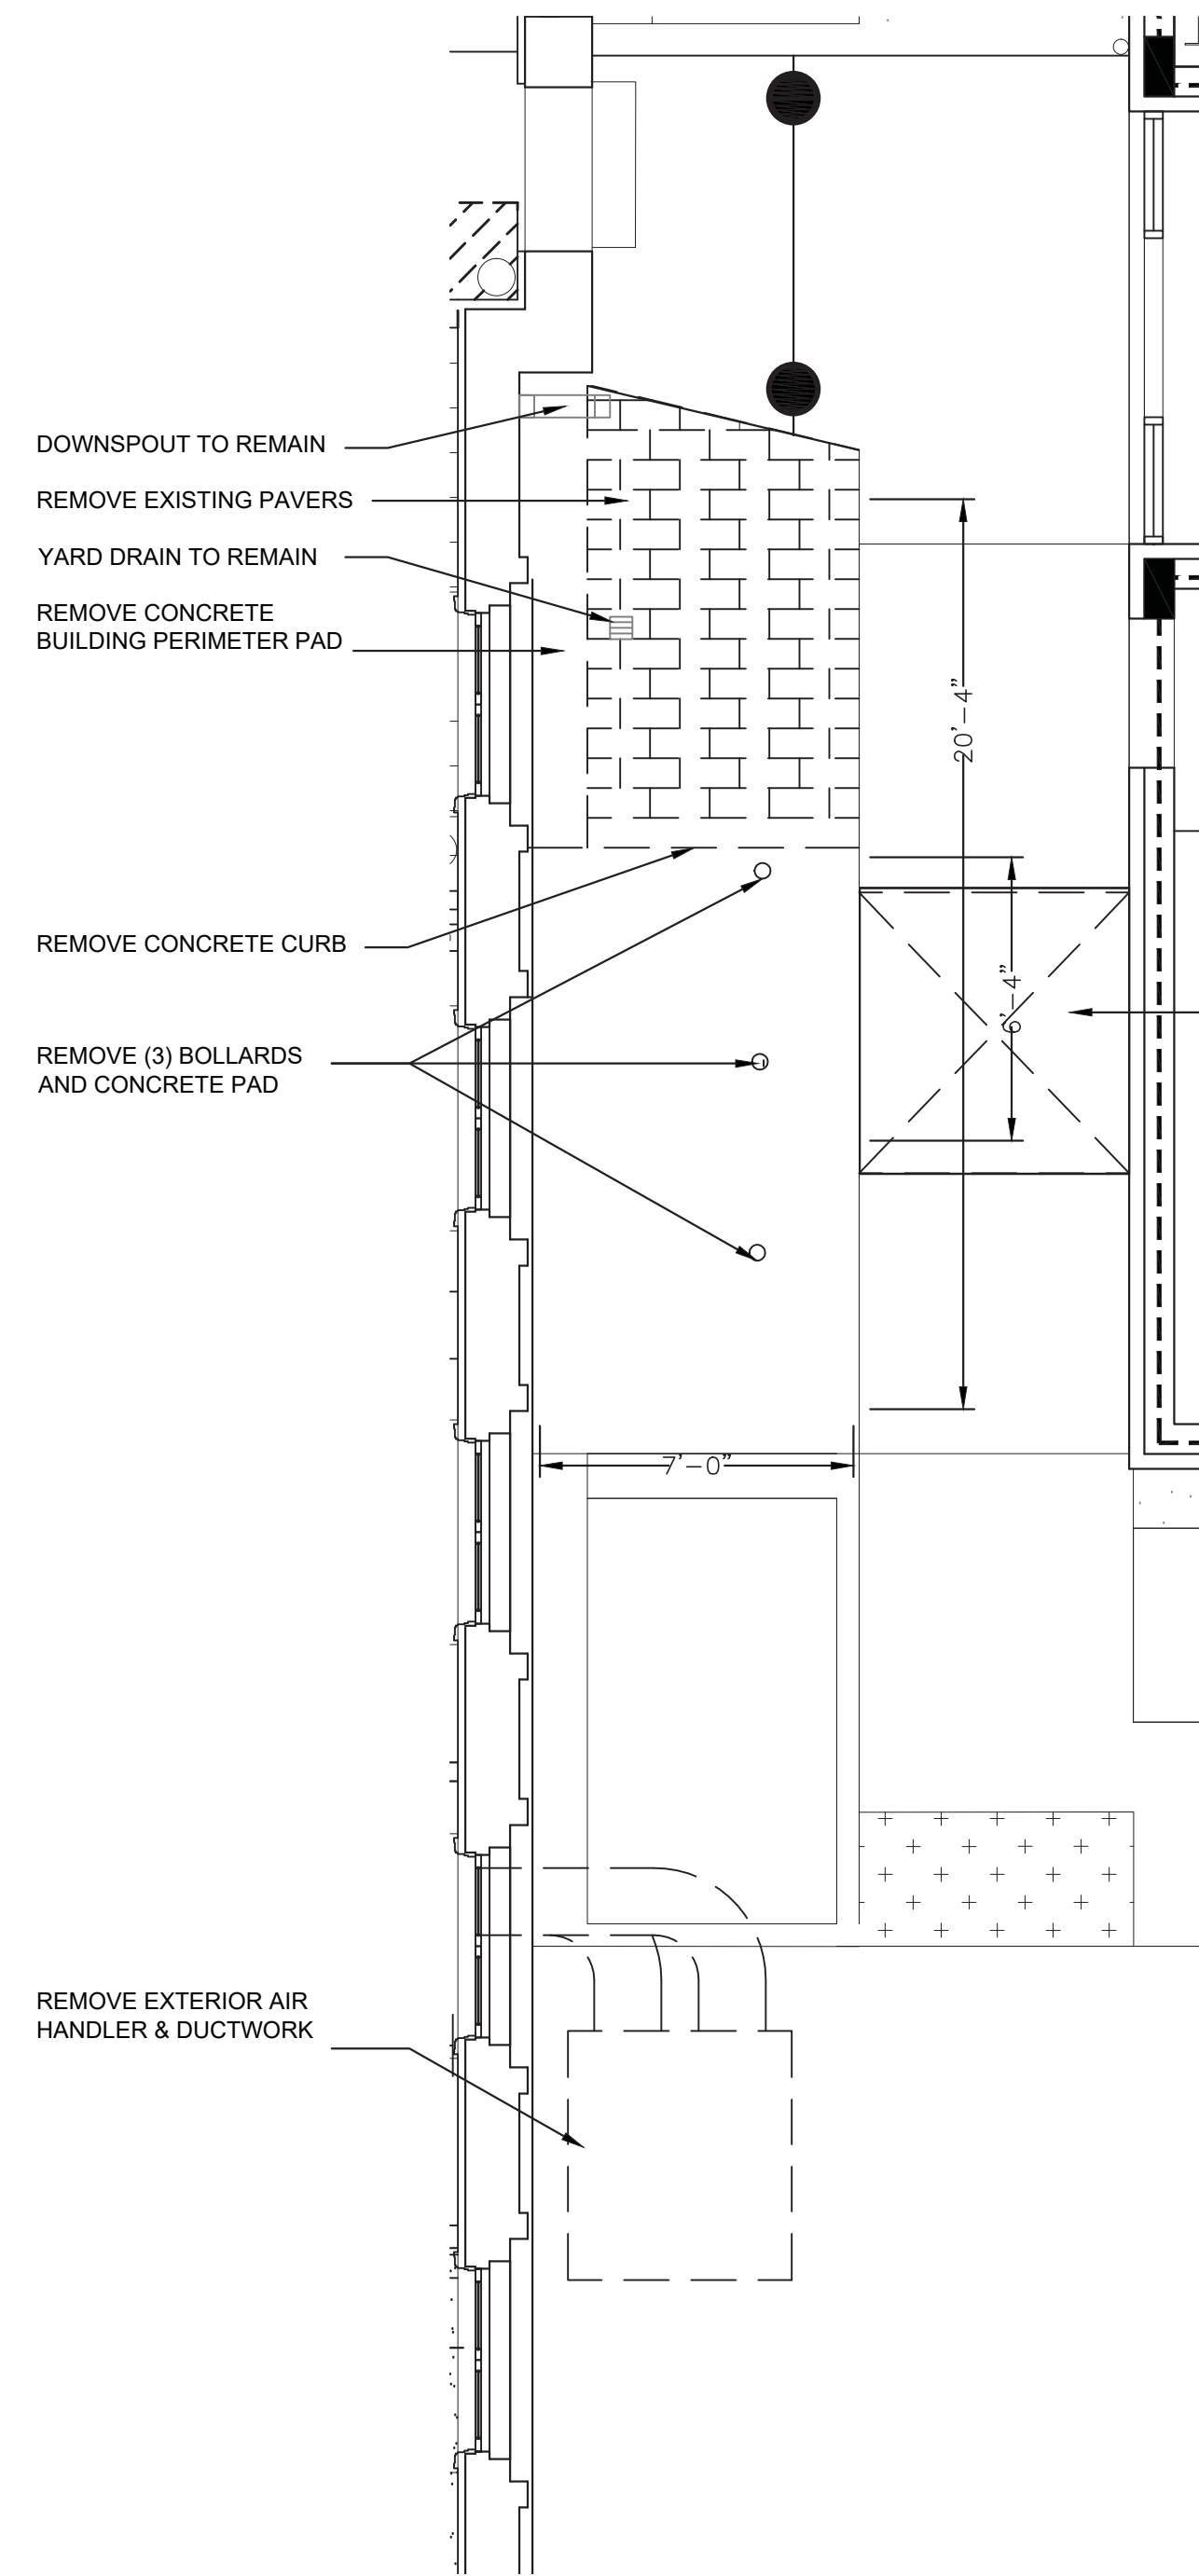 DOWNSPOUT TO REMAIN
REMOVE EXISTING PAVERS
YARD DRAIN TO REMAIN
REMOVE CONCRETE
BUILDING PERIMETER PAD
20'-4"
REMOVE CONCRETE CURB
6'-4"
REMOVE (3) BOLLARDS
AND CONCRETE PAD
7'-0"
REMOVE EXTERIOR AIR
HANDLER & DUCTWORK